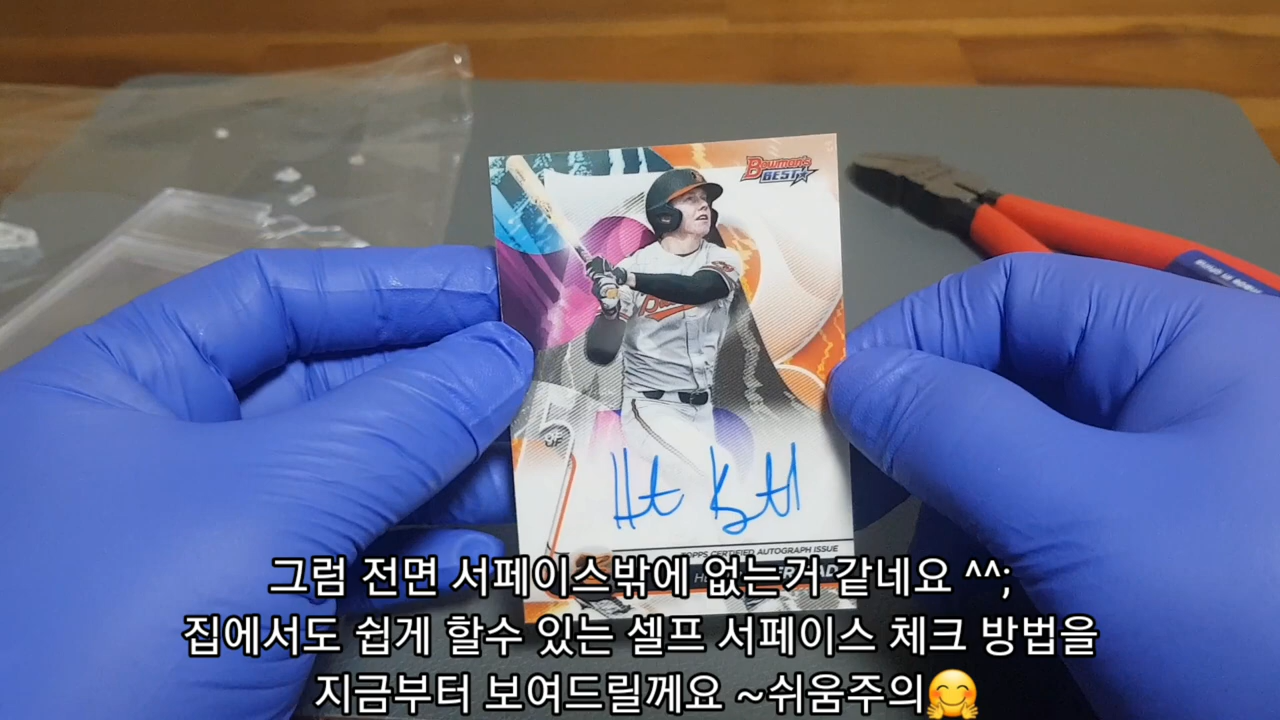 Bowman's
BEST
TOPPS CERTIFIED AUTOGRAPH ISSUE
그럼 전면 서페이스밖에 없는거 같네요 ^^;
집에서도 쉽게 할수 있는 셀프 서페이스 체크 방법을
지금부터 보여드릴께요 ~쉬움주의🤗